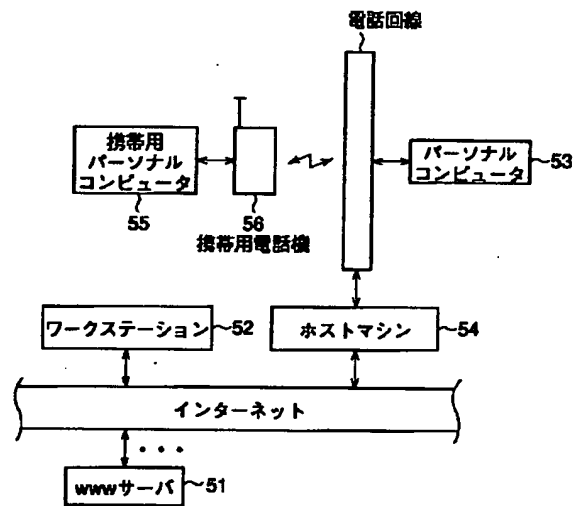 電話回線
携帯用
パーソナル
コンピュータ
55
56
携帯用電話機
パーソナル
コンピュータ
53
ワークステーション
52
ホストマシン
54
インターネット
・・・
wwwサーバ
51